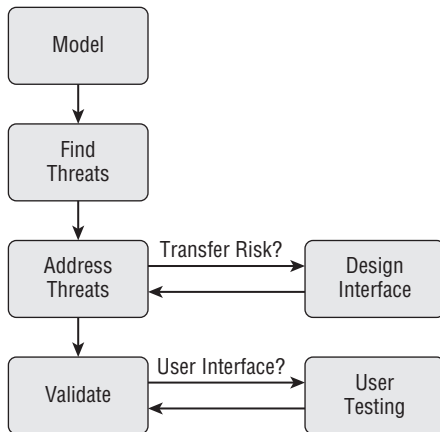 Model
Find
Threats
Address
Threats
Transfer Risk?
Design
Interface
Validate
User Interface?
User
Testing